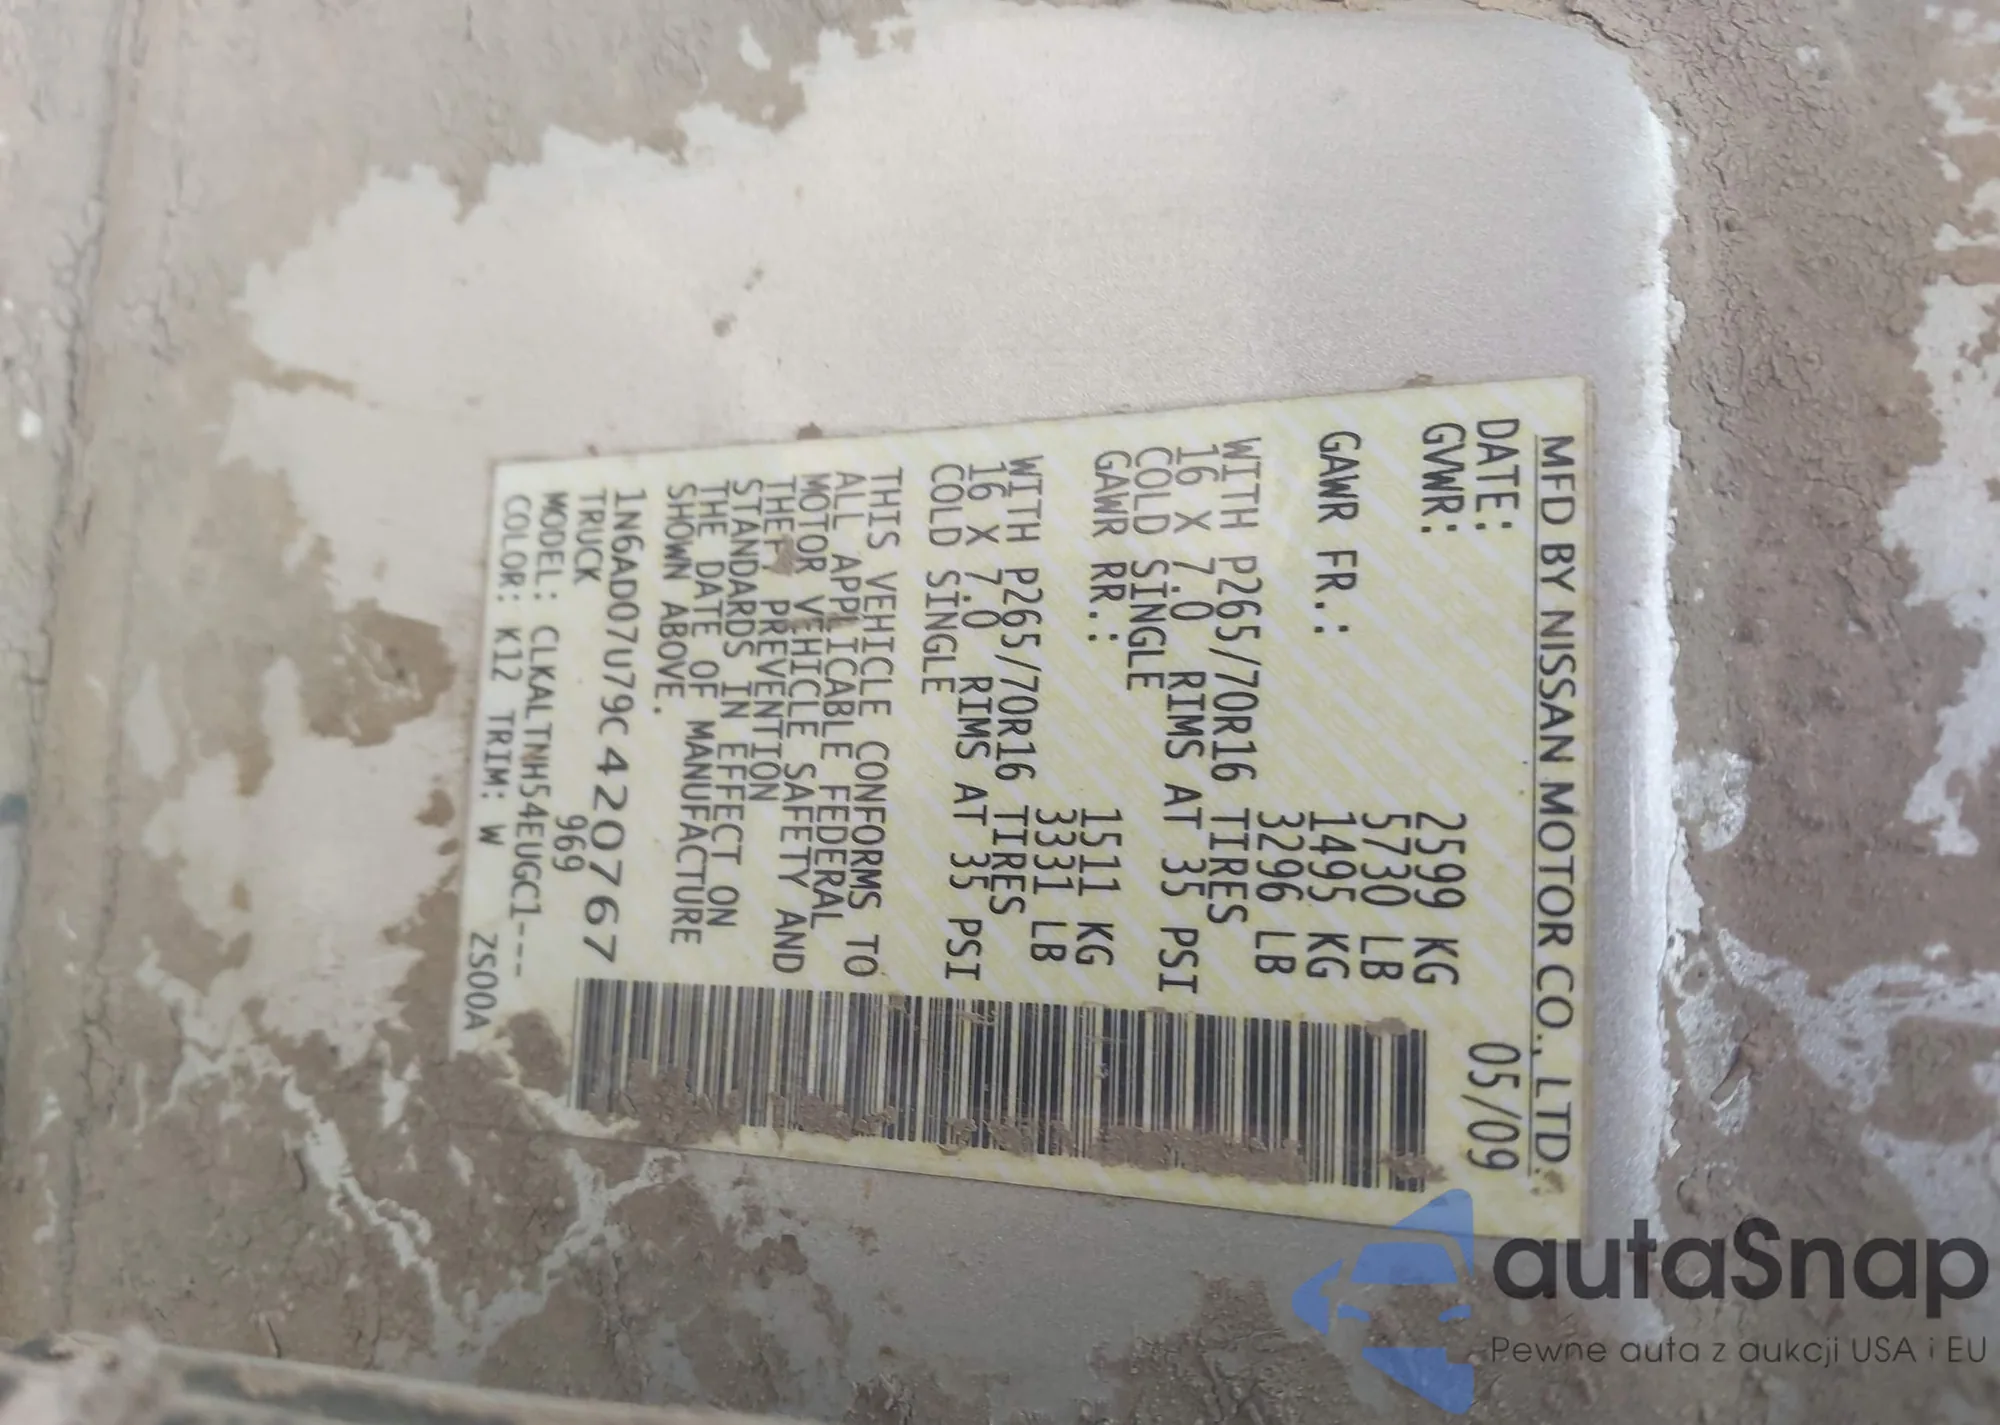 MFD BY NISSAN MOTOR CO., LTD.
DATE: 05/09
GVWR: 2599 KG
5730 LB
GAWR FR.: 1495 KG
3296 LB
WITH P265/70R16 TIRES
16 X 7.0 RIMS AT 35 PSI
COLD SINGLE
GAWR RR.: 1511 KG
3331 LB
WITH P265/70R16 TIRES
16 X 7.0 RIMS AT 35 PSI
COLD SINGLE
THIS VEHICLE CONFORMS TO
ALL APPLICABLE FEDERAL
MOTOR VEHICLE SAFETY AND
THEFT PREVENTION
STANDARDS IN EFFECT ON
THE DATE OF MANUFACTURE
SHOWN ABOVE.
1N6AD07U79C420767
TRUCK 969
MODEL: CLKALTNH54EUGC1---
COLOR: K12 TRIM: W ZS00A
autaSnap
Pewne auta z aukcji USA i EU